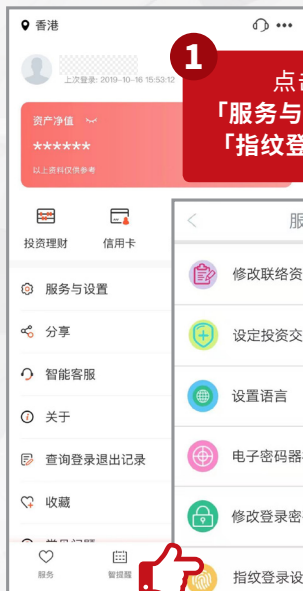 香港
1
上次登录: 2019-10-16 15:53:12
点击
「服务与
「指纹登
资产净值
******
以上资料仅供参考
投资理财
信用卡
服务与设置
分享
智能客服
关于
查询登录退出记录
收藏
服务
智提醒
服
修改联络资
设定投资交
设置语言
电子密码器
修改登录密
指纹登录设